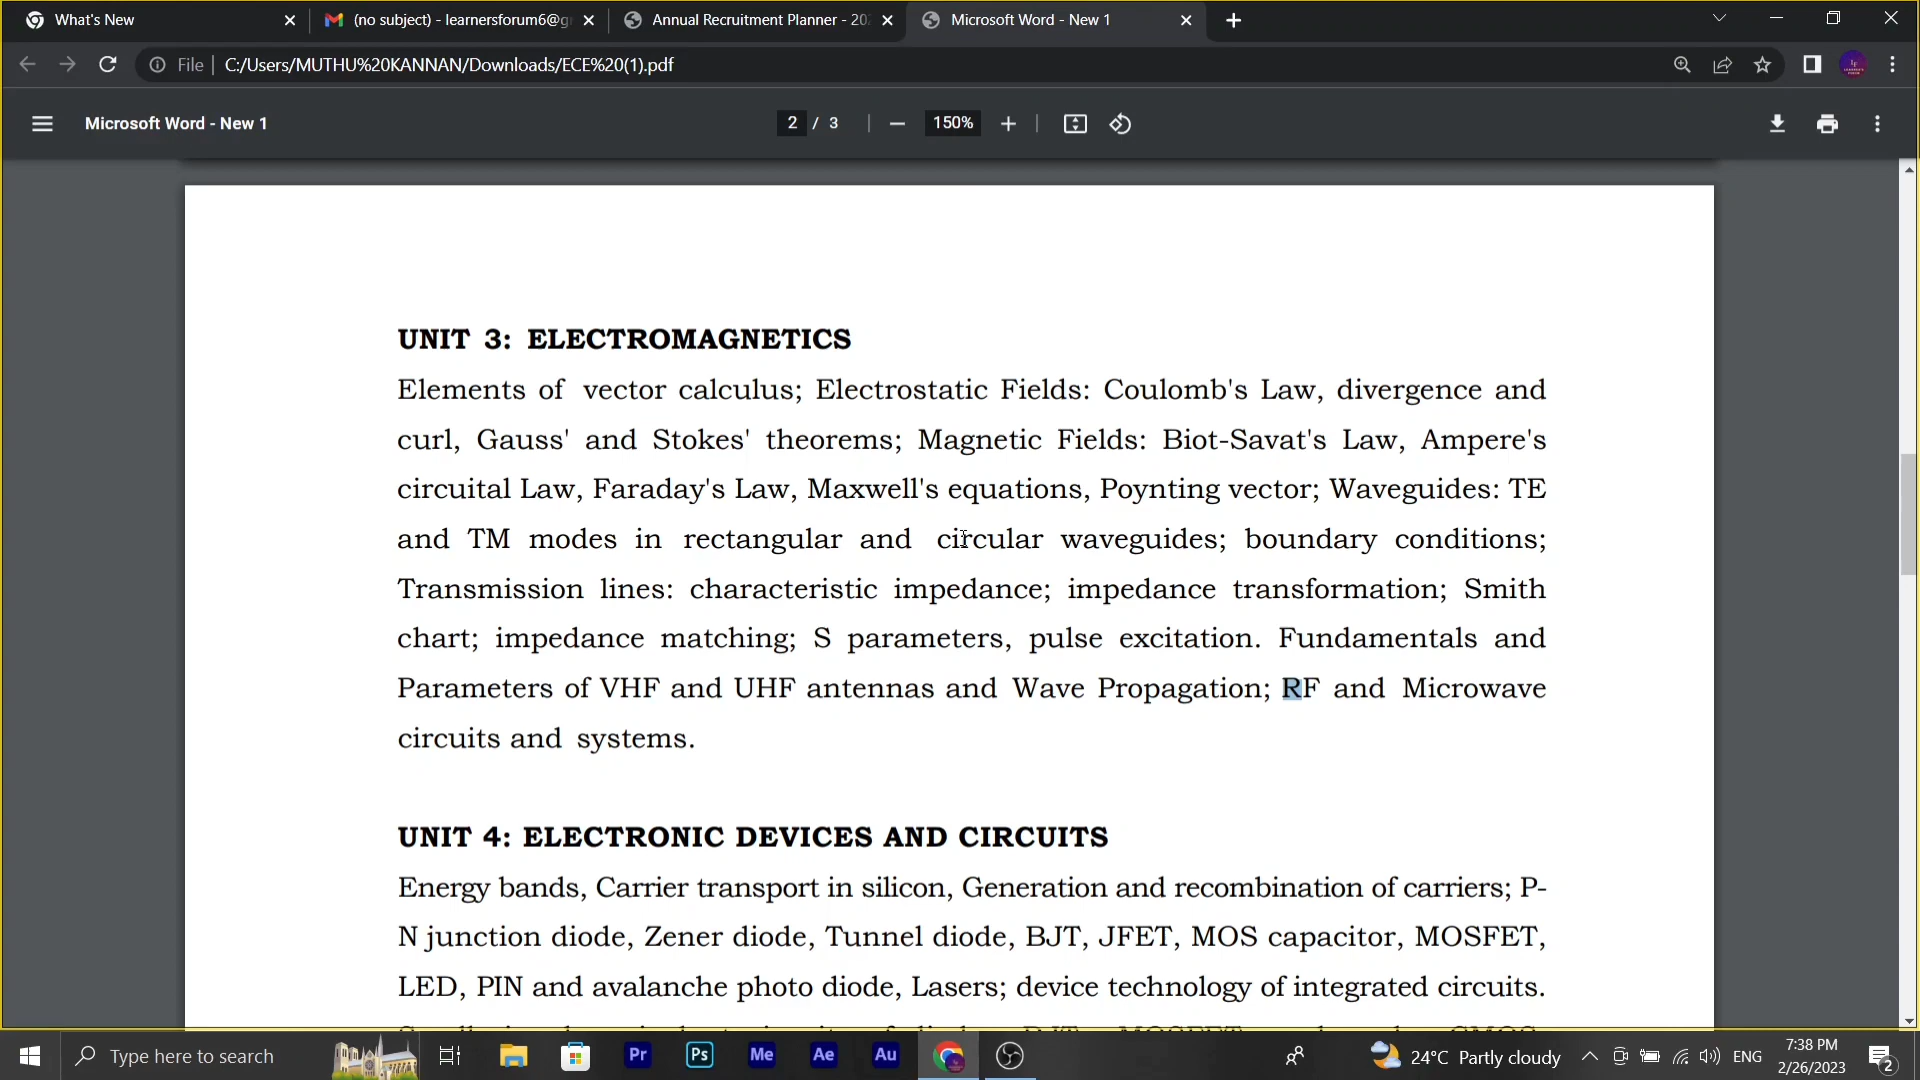 What's New
(no subject) - learnersforum6@g
Annual Recruitment Planner - 202
Microsoft Word - New 1
File
C:/Users/MUTHU%20KANNAN/Downloads/ECE%20(1).pdf
Microsoft Word - New 1
2 / 3
150%
UNIT 3: ELECTROMAGNETICS
Elements of vector calculus; Electrostatic Fields: Coulomb's Law, divergence and
curl, Gauss' and Stokes' theorems; Magnetic Fields: Biot-Savat's Law, Ampere's
circuital Law, Faraday's Law, Maxwell's equations, Poynting vector; Waveguides: TE
and TM modes in rectangular and circular waveguides; boundary conditions;
Transmission lines: characteristic impedance; impedance transformation; Smith
chart; impedance matching; S parameters, pulse excitation. Fundamentals and
Parameters of VHF and UHF antennas and Wave Propagation; RF and Microwave
circuits and systems.
UNIT 4: ELECTRONIC DEVICES AND CIRCUITS
Energy bands, Carrier transport in silicon, Generation and recombination of carriers; P-
N junction diode, Zener diode, Tunnel diode, BJT, JFET, MOS capacitor, MOSFET,
LED, PIN and avalanche photo diode, Lasers; device technology of integrated circuits.
Type here to search
Pr
Ps
Me
Ae
Au
24°C Partly cloudy
ENG
7:38 PM
2/26/2023
2